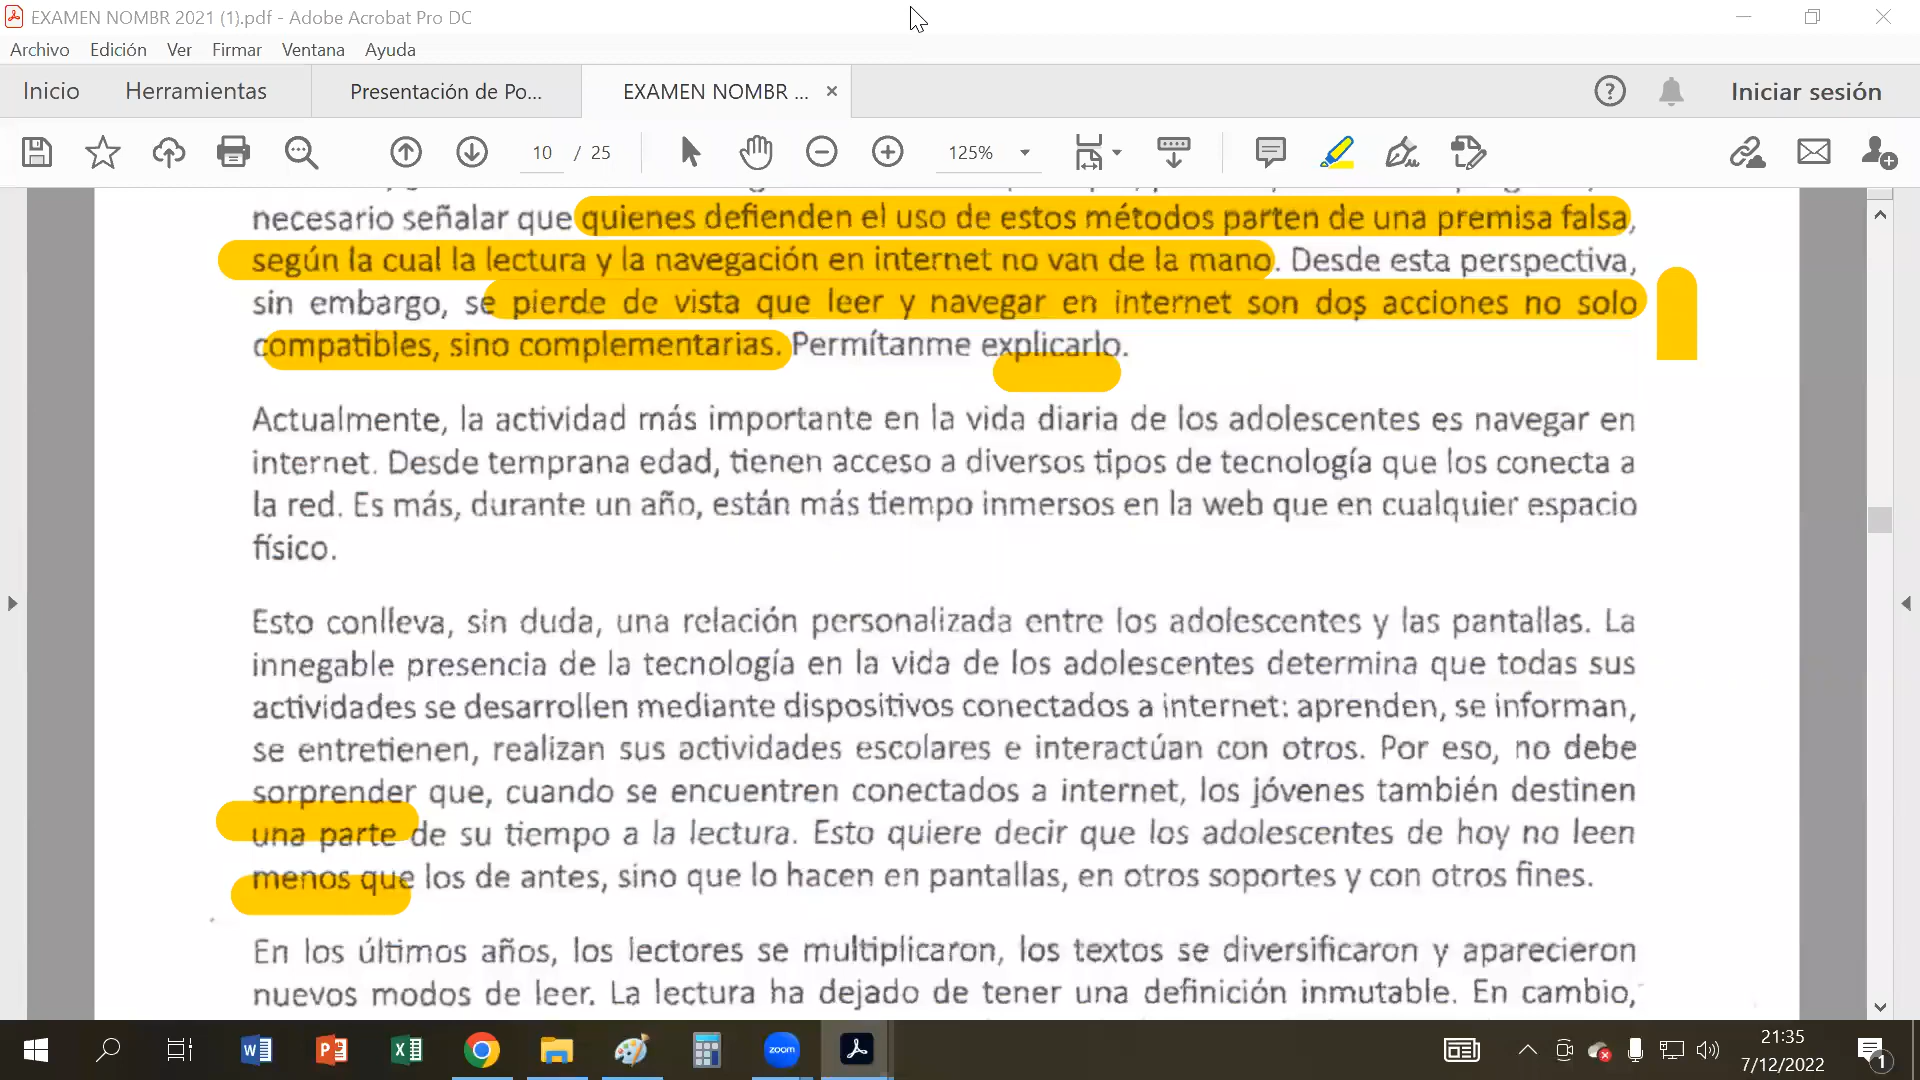 EXAMEN NOMBR 2021 (1).pdf - Adobe Acrobat Pro DC
Archivo Edición Ver Firmar Ventana Ayuda
Inicio Herramientas Presentación de Po... EXAMEN NOMBR ... × ? Iniciar sesión
10 / 25 125%
necesario señalar que quienes defienden el uso de estos métodos parten de una premisa falsa,
según la cual la lectura y la navegación en internet no van de la mano. Desde esta perspectiva,
sin embargo, se pierde de vista que leer y navegar en internet son dos acciones no solo
compatibles, sino complementarias. Permítanme explicarlo.
Actualmente, la actividad más importante en la vida diaria de los adolescentes es navegar en
internet. Desde temprana edad, tienen acceso a diversos tipos de tecnología que los conecta a
la red. Es más, durante un año, están más tiempo inmersos en la web que en cualquier espacio
físico.
Esto conlleva, sin duda, una relación personalizada entre los adolescentes y las pantallas. La
innegable presencia de la tecnología en la vida de los adolescentes determina que todas sus
actividades se desarrollen mediante dispositivos conectados a internet: aprenden, se informan,
se entretienen, realizan sus actividades escolares e interactúan con otros. Por eso, no debe
sorprender que, cuando se encuentren conectados a internet, los jóvenes también destinen
una parte de su tiempo a la lectura. Esto quiere decir que los adolescentes de hoy no leen
menos que los de antes, sino que lo hacen en pantallas, en otros soportes y con otros fines.
En los últimos años, los lectores se multiplicaron, los textos se diversificaron y aparecieron
nuevos modos de leer. La lectura ha dejado de tener una definición inmutable. En cambio,
zoom
21:35
7/12/2022
1